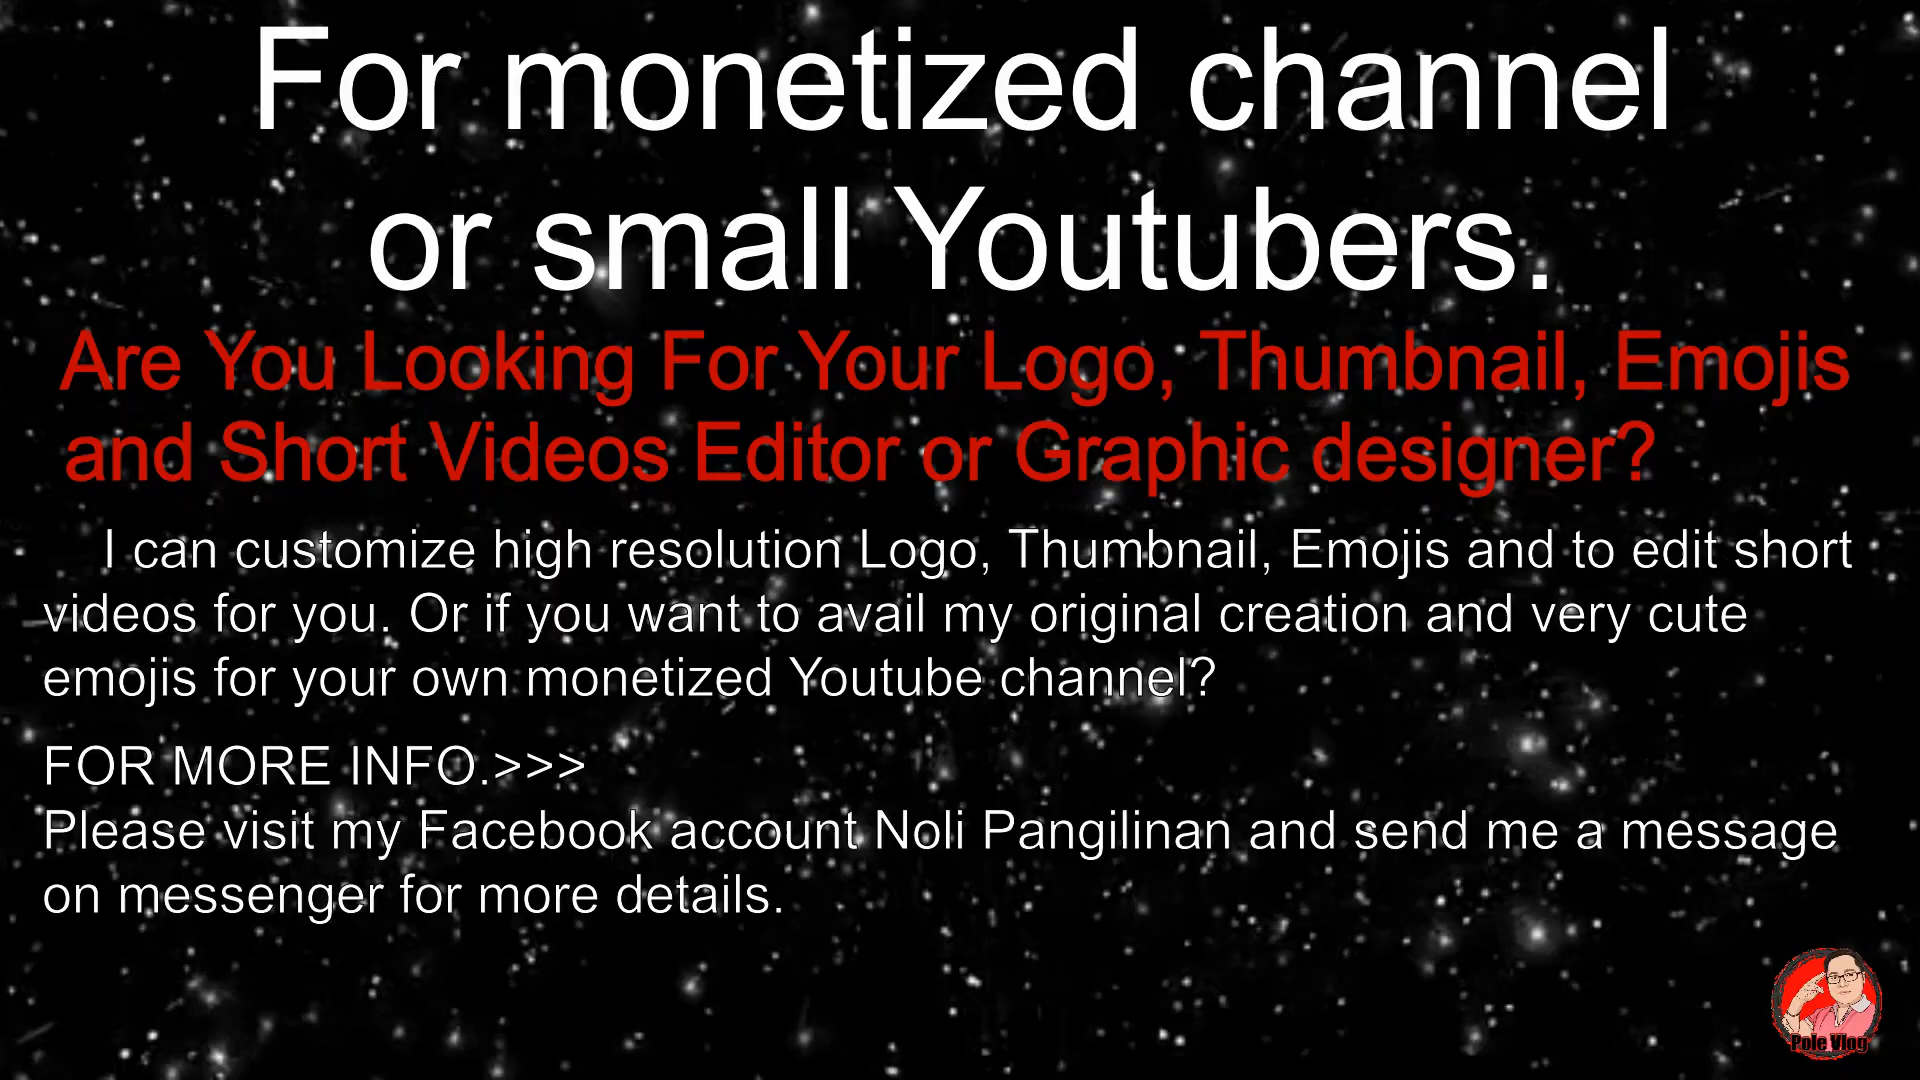 For monetized channel
or small Youtubers.
Are You Looking For Your Logo, Thumbnail, Emojis
and Short Videos Editor or Graphic designer?
I can customize high resolution Logo, Thumbnail, Emojis and to edit short
videos for you. Or if you want to avail my original creation and very cute
emojis for your own monetized Youtube channel?
FOR MORE INFO.>>>
Please visit my Facebook account Noli Pangilinan and send me a message
on messenger for more details.
Pole Vlog